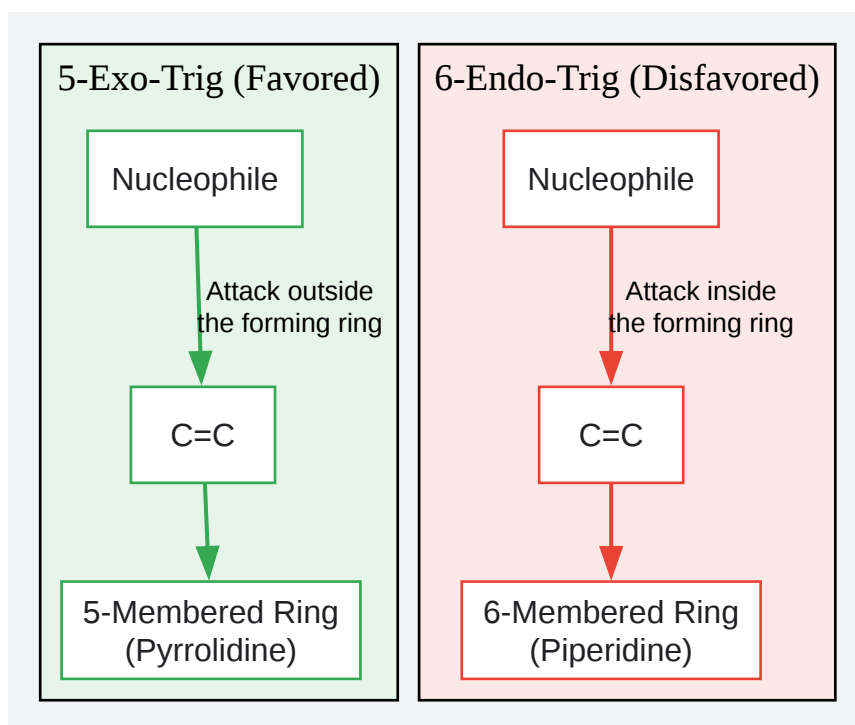 5-Exo-Trig (Favored)
Nucleophile
Attack outside
the forming ring
C=C
5-Membered Ring
(Pyrrolidine)
6-Endo-Trig (Disfavored)
Nucleophile
Attack inside
the forming ring
C=C
6-Membered Ring
(Piperidine)